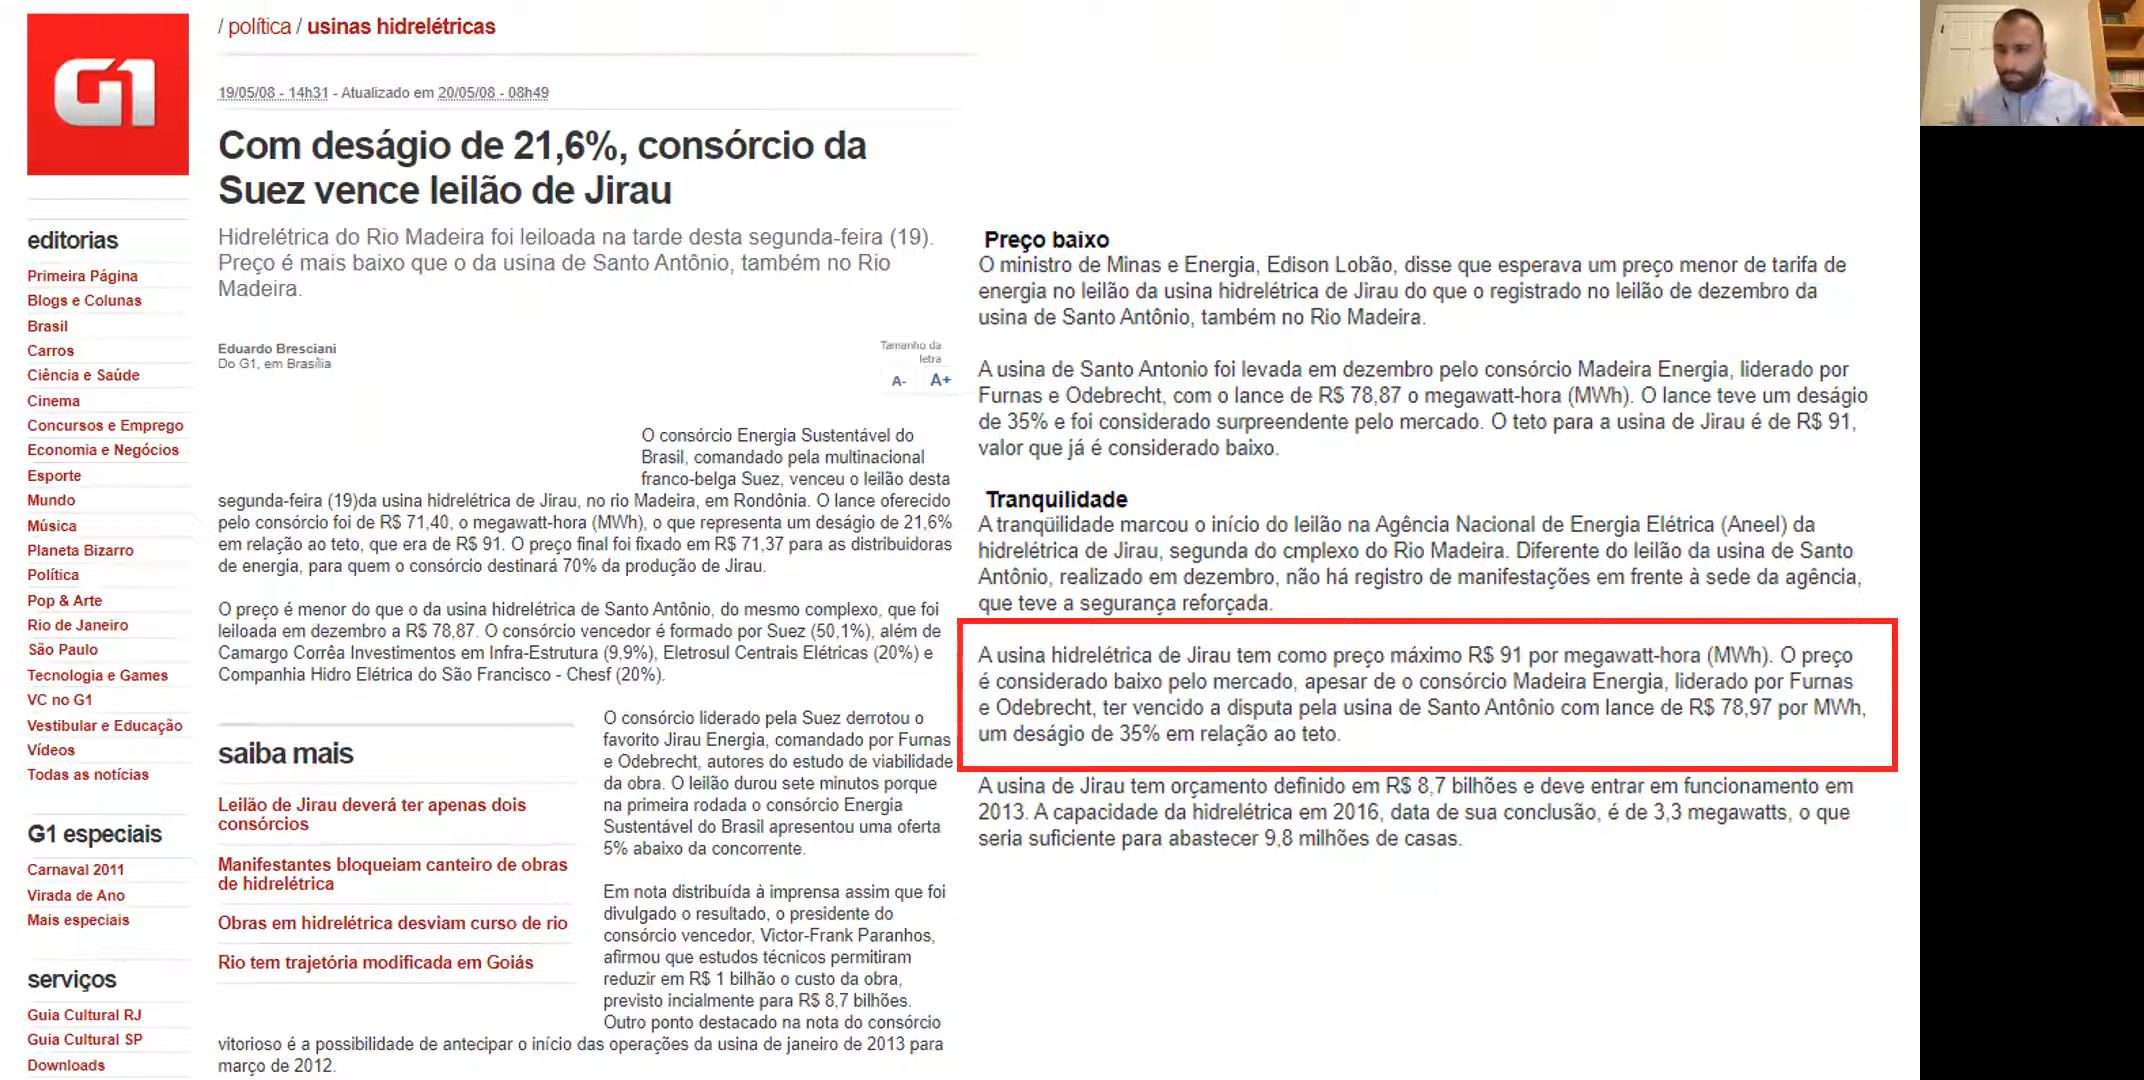 G1
/ política / usinas hidrelétricas
19/05/08 - 14h31 - Atualizado em 20/05/08 - 08h49
Com deságio de 21,6%, consórcio da
Suez vence leilão de Jirau
Hidrelétrica do Rio Madeira foi leiloada na tarde desta segunda-feira (19).
Preço é mais baixo que o da usina de Santo Antônio, também no Rio
Madeira.
Eduardo Bresciani
Do G1, em Brasília
Tamanho da
letra
A- A+
O consórcio Energia Sustentável do
Brasil, comandado pela multinacional
franco-belga Suez, venceu o leilão desta
segunda-feira (19)da usina hidrelétrica de Jirau, no rio Madeira, em Rondônia. O lance oferecido
pelo consórcio foi de R$ 71,40, o megawatt-hora (MWh), o que representa um deságio de 21,6%
em relação ao teto, que era de R$ 91. O preço final foi fixado em R$ 71,37 para as distribuidoras
de energia, para quem o consórcio destinará 70% da produção de Jirau.
O preço é menor do que o da usina hidrelétrica de Santo Antônio, do mesmo complexo, que foi
leiloada em dezembro a R$ 78,87. O consórcio vencedor é formado por Suez (50,1%), além de
Camargo Corrêa Investimentos em Infra-Estrutura (9,9%), Eletrosul Centrais Elétricas (20%) e
Companhia Hidro Elétrica do São Francisco - Chesf (20%).
O consórcio liderado pela Suez derrotou o
favorito Jirau Energia, comandado por Furnas
e Odebrecht, autores do estudo de viabilidade
da obra. O leilão durou sete minutos porque
na primeira rodada o consórcio Energia
Sustentável do Brasil apresentou uma oferta
5% abaixo da concorrente.
Em nota distribuída à imprensa assim que foi
divulgado o resultado, o presidente do
consórcio vencedor, Victor-Frank Paranhos,
afirmou que estudos técnicos permitiram
reduzir em R$ 1 bilhão o custo da obra,
previsto incialmente para R$ 8,7 bilhões.
Outro ponto destacado na nota do consórcio
vitorioso é a possibilidade de antecipar o início das operações da usina de janeiro de 2013 para
março de 2012.
saiba mais
Leilão de Jirau deverá ter apenas dois
consórcios
Manifestantes bloqueiam canteiro de obras
de hidrelétrica
Obras em hidrelétrica desviam curso de rio
Rio tem trajetória modificada em Goiás
editorias
Primeira Página
Blogs e Colunas
Brasil
Carros
Ciência e Saúde
Cinema
Concursos e Emprego
Economia e Negócios
Esporte
Mundo
Música
Planeta Bizarro
Política
Pop & Arte
Rio de Janeiro
São Paulo
Tecnologia e Games
VC no G1
Vestibular e Educação
Vídeos
Todas as notícias
G1 especiais
Carnaval 2011
Virada de Ano
Mais especiais
serviços
Guia Cultural RJ
Guia Cultural SP
Downloads
Preço baixo
O ministro de Minas e Energia, Edison Lobão, disse que esperava um preço menor de tarifa de
energia no leilão da usina hidrelétrica de Jirau do que o registrado no leilão de dezembro da
usina de Santo Antônio, também no Rio Madeira.
A usina de Santo Antonio foi levada em dezembro pelo consórcio Madeira Energia, liderado por
Furnas e Odebrecht, com o lance de R$ 78,87 o megawatt-hora (MWh). O lance teve um deságio
de 35% e foi considerado surpreendente pelo mercado. O teto para a usina de Jirau é de R$ 91,
valor que já é considerado baixo.
Tranquilidade
A tranqüilidade marcou o início do leilão na Agência Nacional de Energia Elétrica (Aneel) da
hidrelétrica de Jirau, segunda do cmplexo do Rio Madeira. Diferente do leilão da usina de Santo
Antônio, realizado em dezembro, não há registro de manifestações em frente à sede da agência,
que teve a segurança reforçada.
A usina hidrelétrica de Jirau tem como preço máximo R$ 91 por megawatt-hora (MWh). O preço
é considerado baixo pelo mercado, apesar de o consórcio Madeira Energia, liderado por Furnas
e Odebrecht, ter vencido a disputa pela usina de Santo Antônio com lance de R$ 78,97 por MWh,
um deságio de 35% em relação ao teto.
A usina de Jirau tem orçamento definido em R$ 8,7 bilhões e deve entrar em funcionamento em
2013. A capacidade da hidrelétrica em 2016, data de sua conclusão, é de 3,3 megawatts, o que
seria suficiente para abastecer 9,8 milhões de casas.